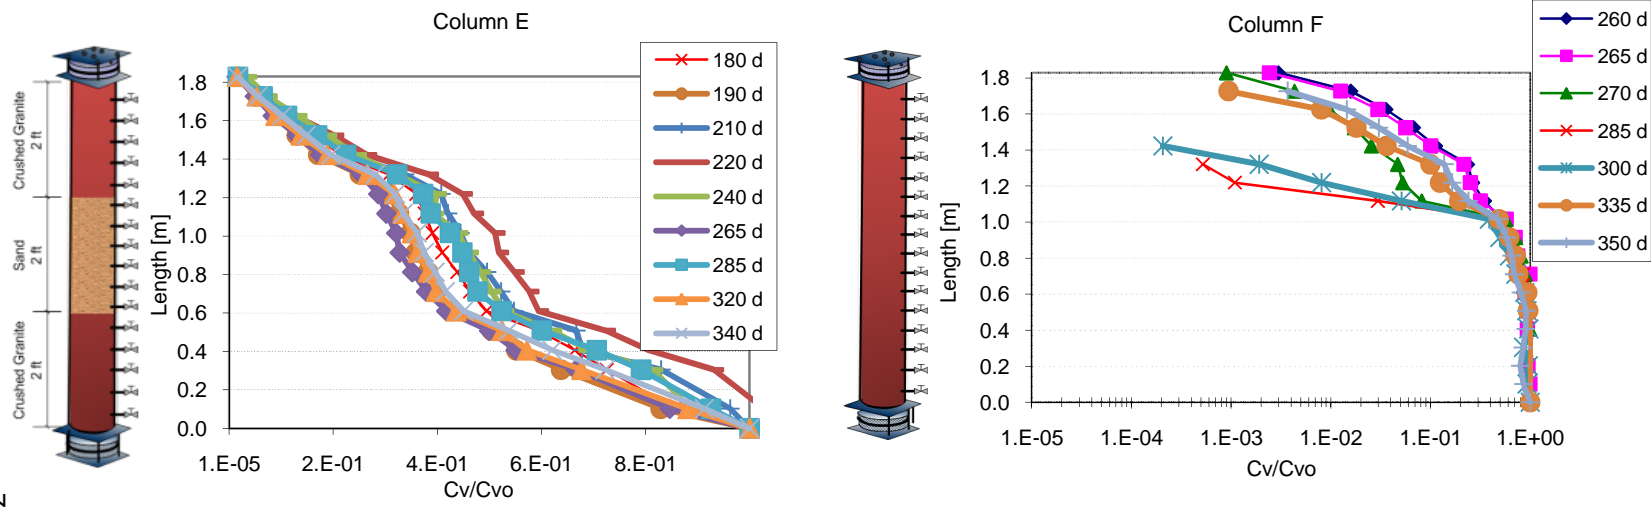 Column E
Crushed Granite
2 ft
Sand
2 ft
Crushed Granite
2 ft
Length [m]
1.8
1.6
1.4
1.2
1.0
0.8
0.6
0.4
0.2
0.0
1.E-05 2.E-01 4.E-01 6.E-01 8.E-01
Cv/Cvo
180 d
190 d
210 d
220 d
240 d
265 d
285 d
320 d
340 d
Column F
Length [m]
1.8
1.6
1.4
1.2
1.0
0.8
0.6
0.4
0.2
0.0
1.E-05 1.E-04 1.E-03 1.E-02 1.E-01 1.E+00
Cv/Cvo
260 d
265 d
270 d
285 d
300 d
335 d
350 d